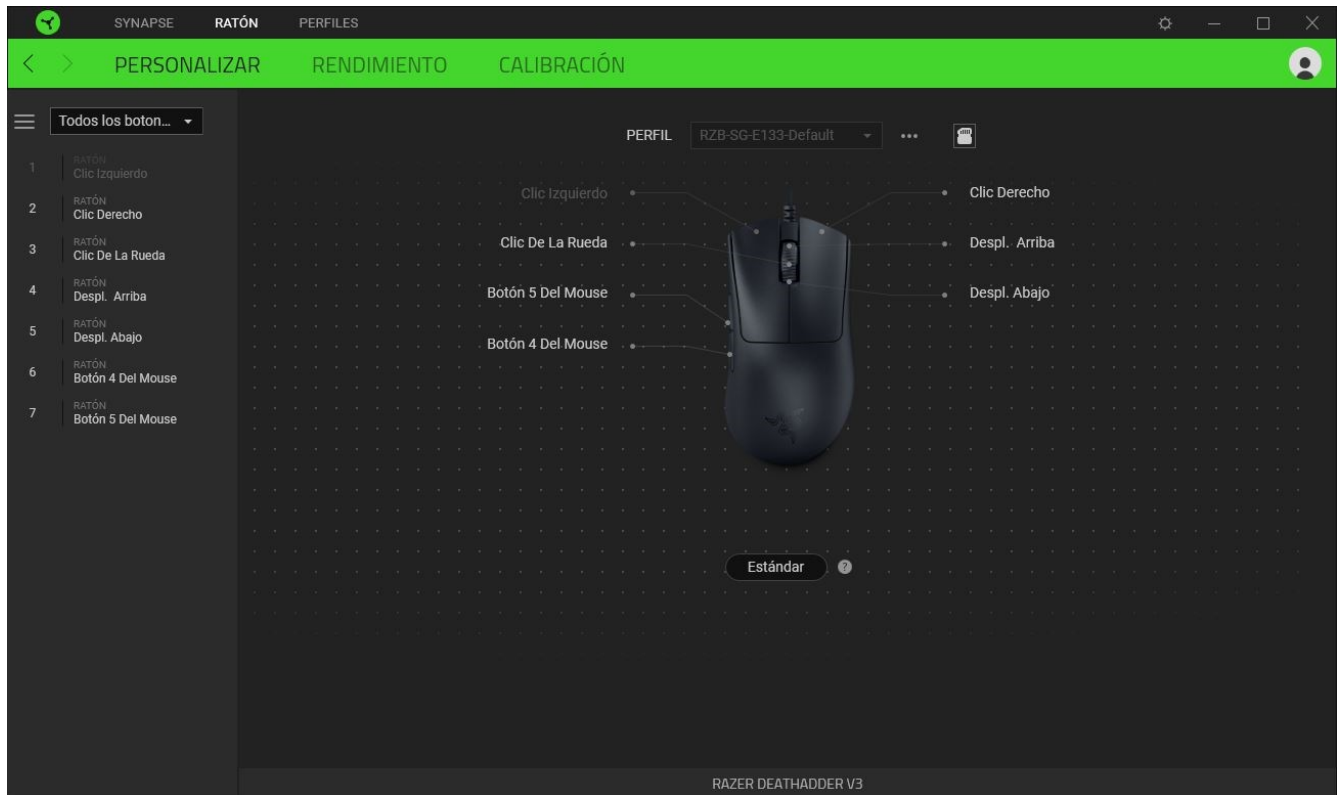 SYNAPSE RATÓN PERFILES
PERSONALIZAR RENDIMIENTO CALIBRACIÓN
Todos los boton...
PERFIL RZB-SG-E133-Default
1 RATÓN
Clic Izquierdo
2 RATÓN
Clic Derecho
3 RATÓN
Clic De La Rueda
4 RATÓN
Despl. Arriba
5 RATÓN
Despl. Abajo
6 RATÓN
Botón 4 Del Mouse
7 RATÓN
Botón 5 Del Mouse
Clic Izquierdo
Clic De La Rueda
Botón 5 Del Mouse
Botón 4 Del Mouse
Clic Derecho
Despl. Arriba
Despl. Abajo
Estándar ?
RAZER DEATHADDER V3